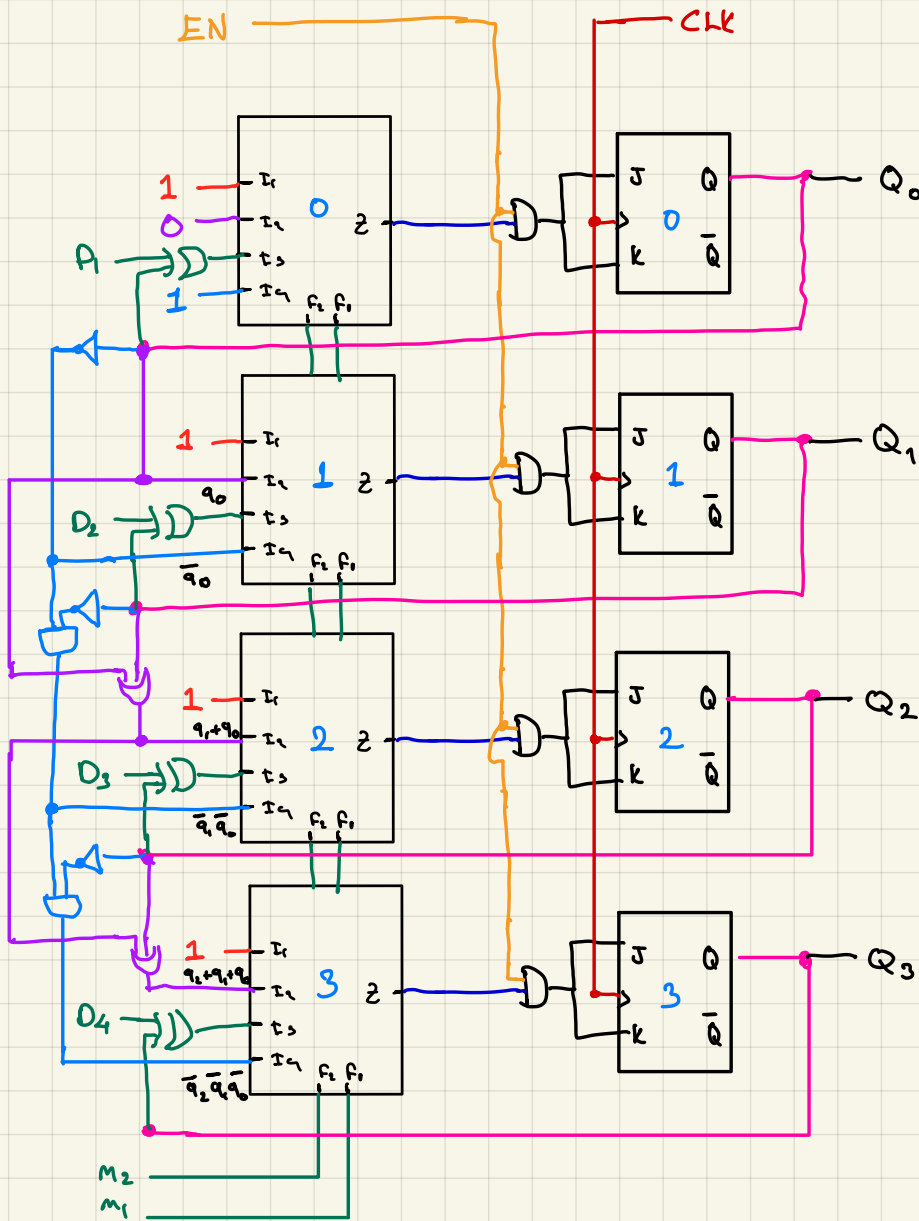 EN CLK
1 I₁
0 I₂ 0 Z
D₁ I₃
1 I₄
F₂ F₁
J Q Q₀
0
K Q̅
1 I₁
q₀ I₂ 1 Z
D₂ I₃
q̅₀ I₄
F₂ F₁
J Q Q₁
1
K Q̅
1 I₁
q₁+q₀ I₂ 2 Z
D₃ I₃
q̅₁q̅₀ I₄
F₂ F₁
J Q Q₂
2
K Q̅
1 I₁
q₂+q₁+q₀ I₂ 3 Z
D₄ I₃
q̅₂q̅₁q̅₀ I₄
F₂ F₁
J Q Q₃
3
K Q̅
M₂
M₁